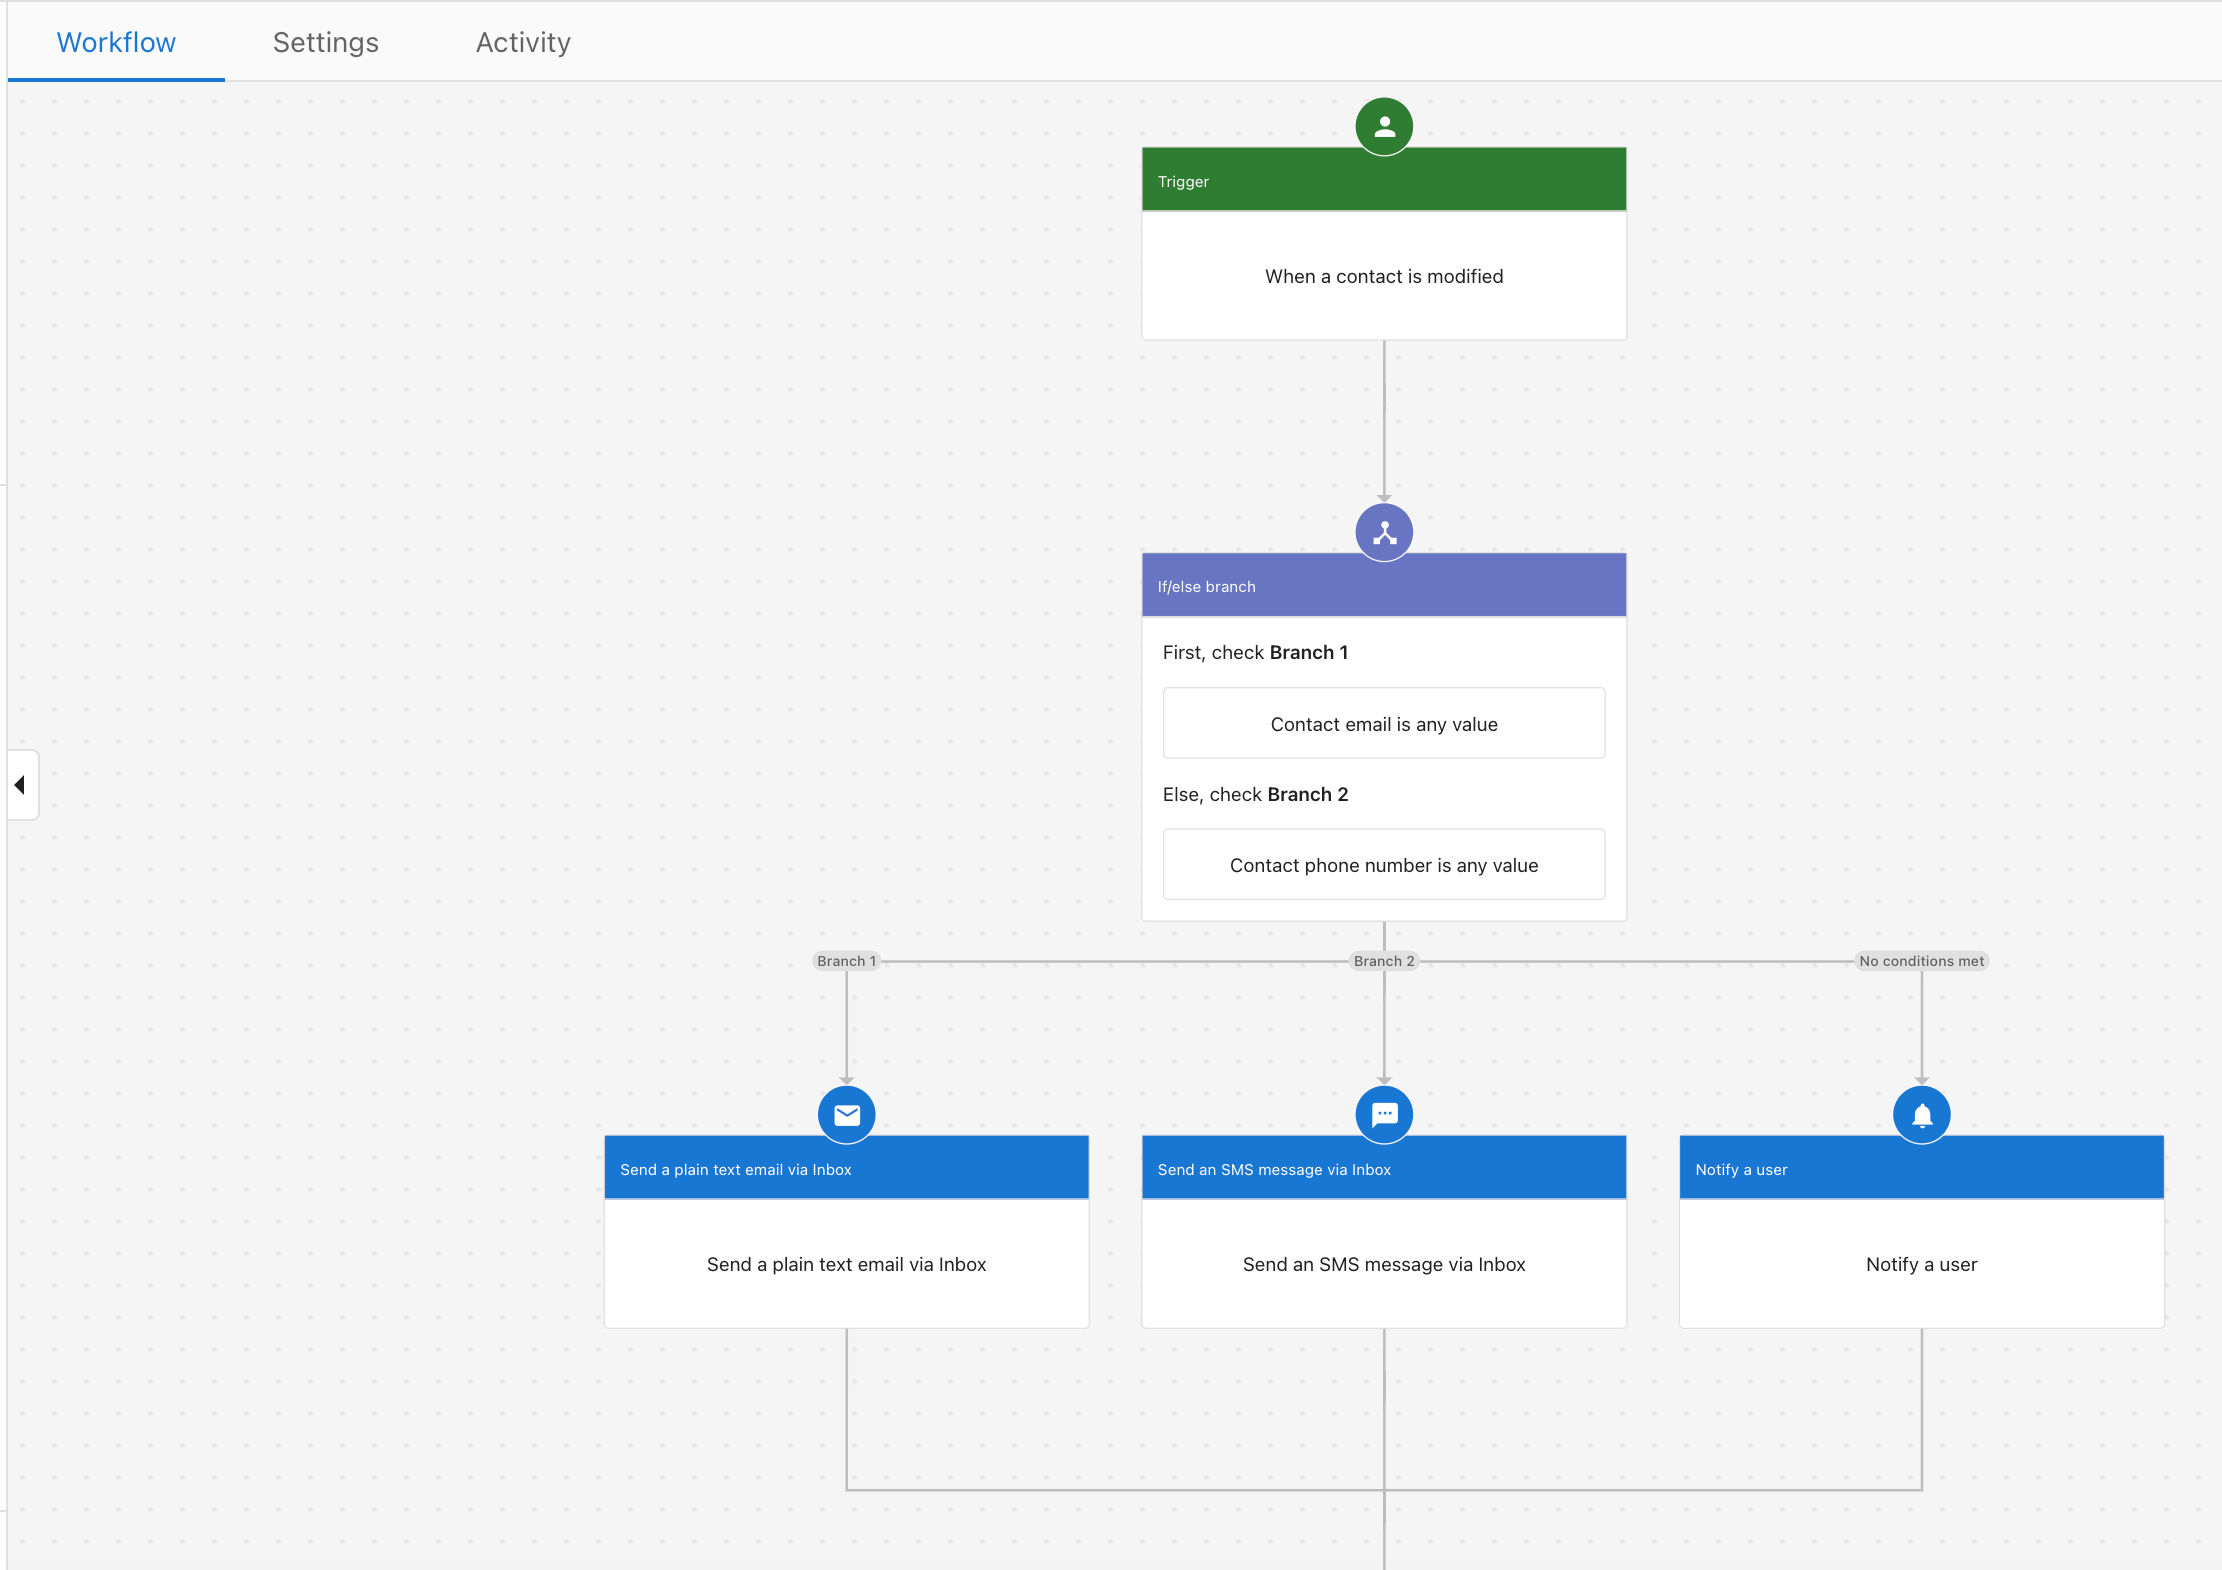 Workflow Settings Activity
Trigger
When a contact is modified
If/else branch
First, check Branch 1
Contact email is any value
Else, check Branch 2
Contact phone number is any value
Branch 1 Branch 2 No conditions met
Send a plain text email via Inbox
Send a plain text email via Inbox
Send an SMS message via Inbox
Send an SMS message via Inbox
Notify a user
Notify a user